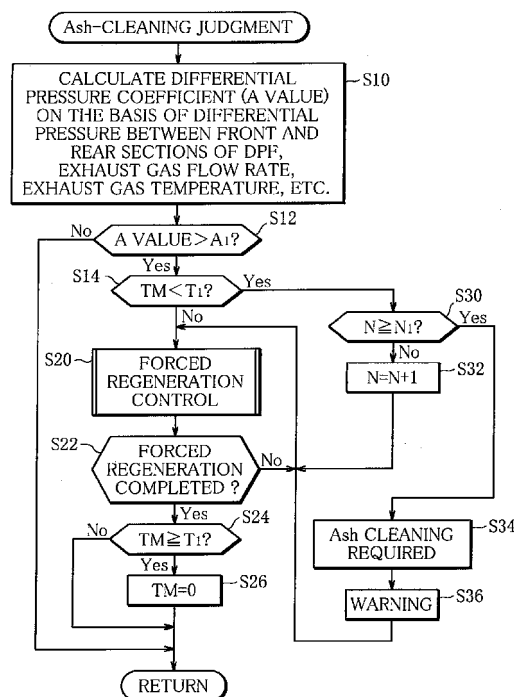 Ash-CLEANING JUDGMENT
CALCULATE DIFFERENTIAL
PRESSURE COEFFICIENT (A VALUE)
ON THE BASIS OF DIFFERENTIAL
PRESSURE BETWEEN FRONT AND
REAR SECTIONS OF DPF,
EXHAUST GAS FLOW RATE,
EXHAUST GAS TEMPERATURE, ETC.
S10
No
A VALUE>A1?
S12
Yes
S14
TM<T1?
Yes
No
N≧N1?
S30
Yes
No
N=N+1
S32
S20
FORCED
REGENERATION
CONTROL
S22
FORCED
REGENERATION
COMPLETED ?
No
Yes
No
TM≧T1?
S24
Yes
TM=0
S26
Ash CLEANING
REQUIRED
S34
WARNING
S36
RETURN